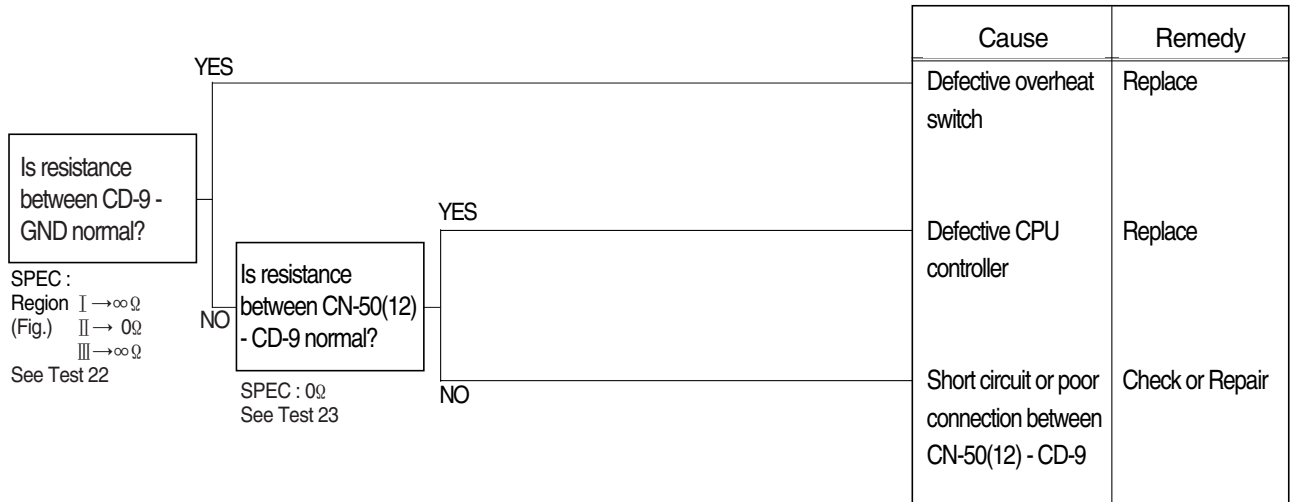 Cause
Remedy
YES
Defective overheat
switch
Replace
Is resistance
between CD-9 -
GND normal?
SPEC :
Region Ⅰ→∞Ω
(Fig.) Ⅱ→ 0Ω
Ⅲ→∞Ω
See Test 22
NO
Is resistance
between CN-50(12)
- CD-9 normal?
SPEC : 0Ω
See Test 23
YES
Defective CPU
controller
Replace
NO
Short circuit or poor
connection between
CN-50(12) - CD-9
Check or Repair